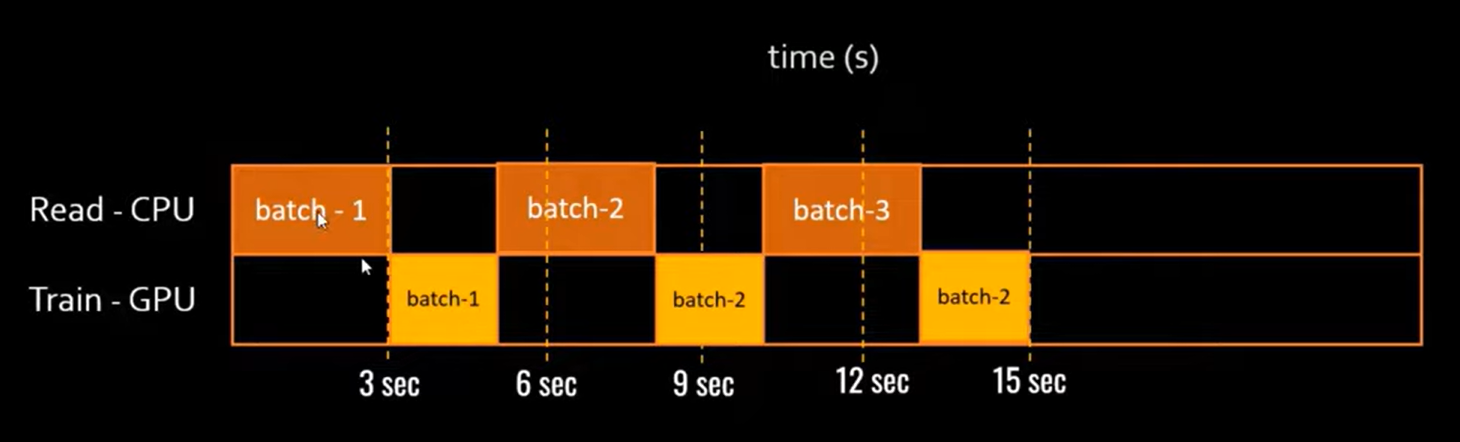 time (s)
Read - CPU
batch - 1
batch-2
batch-3
Train - GPU
batch-1
batch-2
batch-2
3 sec
6 sec
9 sec
12 sec
15 sec